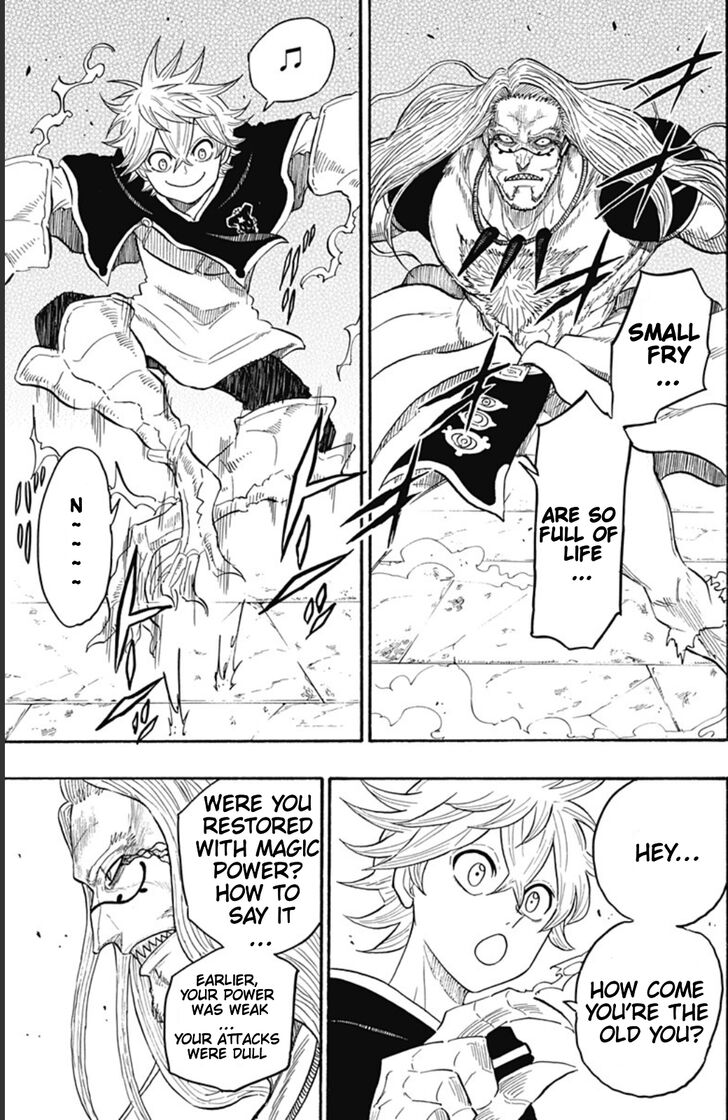 SMALL
FRY
...
ARE SO
FULL OF
LIFE
...
♫
N
~
~
~
~
HEY...
HOW COME
YOU'RE THE
OLD YOU?
WERE YOU
RESTORED
WITH MAGIC
POWER?
HOW TO
SAY IT
...
EARLIER,
YOUR POWER
WAS WEAK
...
YOUR ATTACKS
WERE DULL